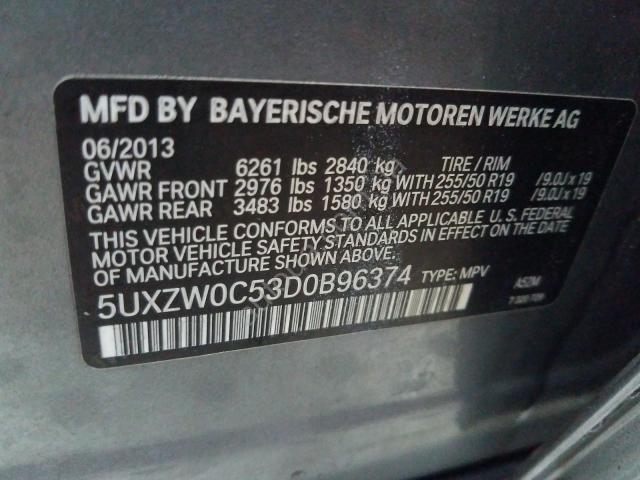 MFD BY BAYERISCHE MOTOREN WERKE AG
06/2013
GVWR 6261 lbs 2840 kg TIRE / RIM
GAWR FRONT 2976 lbs 1350 kg WITH 255/50 R19 /9.0J x 19
GAWR REAR 3483 lbs 1580 kg WITH 255/50 R19 /9.0J x 19
THIS VEHICLE CONFORMS TO ALL APPLICABLE U. S. FEDERAL
MOTOR VEHICLE SAFETY STANDARDS IN EFFECT ON THE DATE
OF MANUFACTURE SHOWN ABOVE.
5UXZW0C53D0B96374 TYPE: MPV